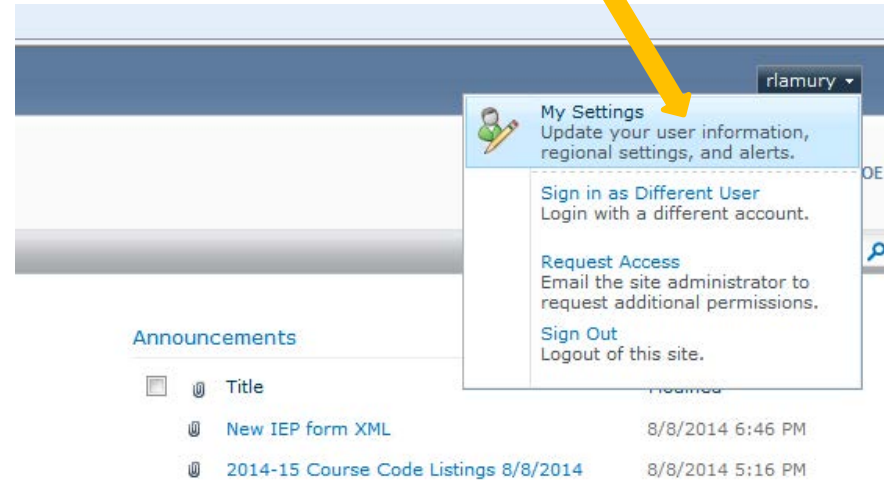 rlamury
My Settings
Update your user information,
regional settings, and alerts.
OE
Sign in as Different User
Login with a different account.
Request Access
Email the site administrator to
request additional permissions.
Sign Out
Logout of this site.
Announcements
Title
New IEP form XML 8/8/2014 6:46 PM
2014-15 Course Code Listings 8/8/2014 8/8/2014 5:16 PM